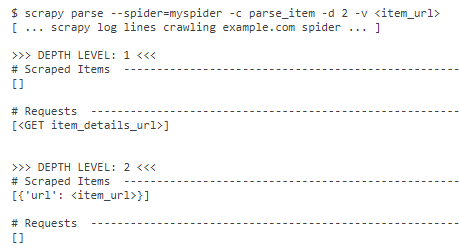 $ scrapy parse --spider=myspider -c parse_item -d 2 -v <item_url>
[ ... scrapy log lines crawling example.com spider ... ]
>>> DEPTH LEVEL: 1 <<<
# Scraped Items  ------------------------------------------------------------
[]
# Requests  -----------------------------------------------------------------
[<GET item_details_url>]
>>> DEPTH LEVEL: 2 <<<
# Scraped Items  ------------------------------------------------------------
[{'url': <item_url>}]
# Requests  -----------------------------------------------------------------
[]